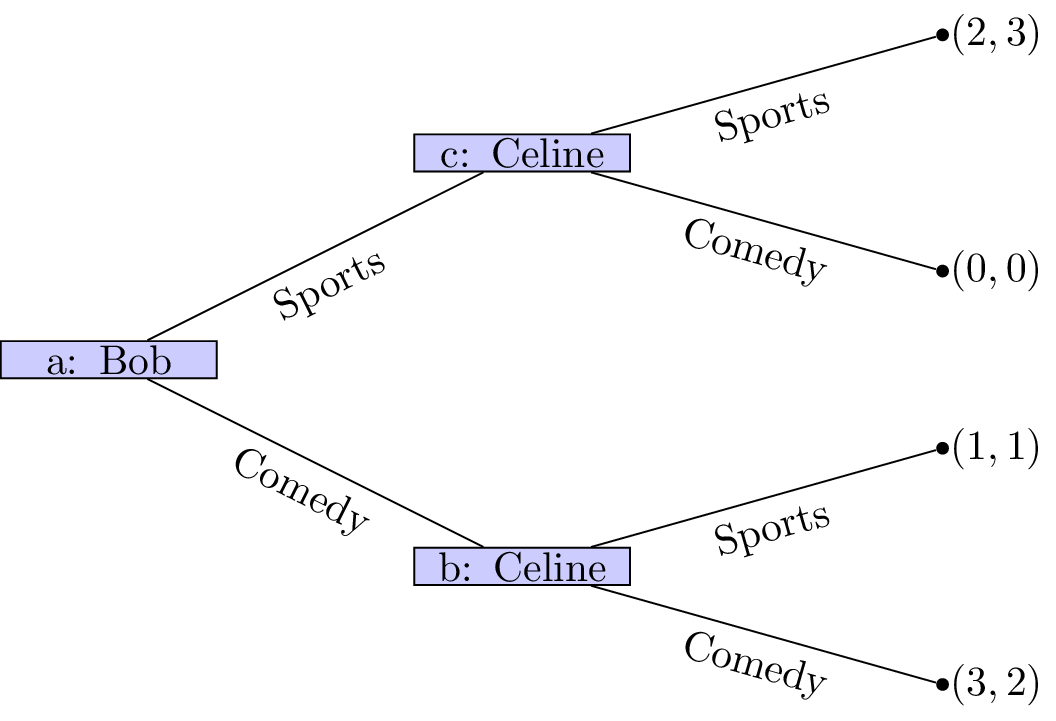 (2, 3)
Sports
c: Celine
Comedy
(0, 0)
Sports
a: Bob
Comedy
(1, 1)
Sports
b: Celine
Comedy
(3, 2)